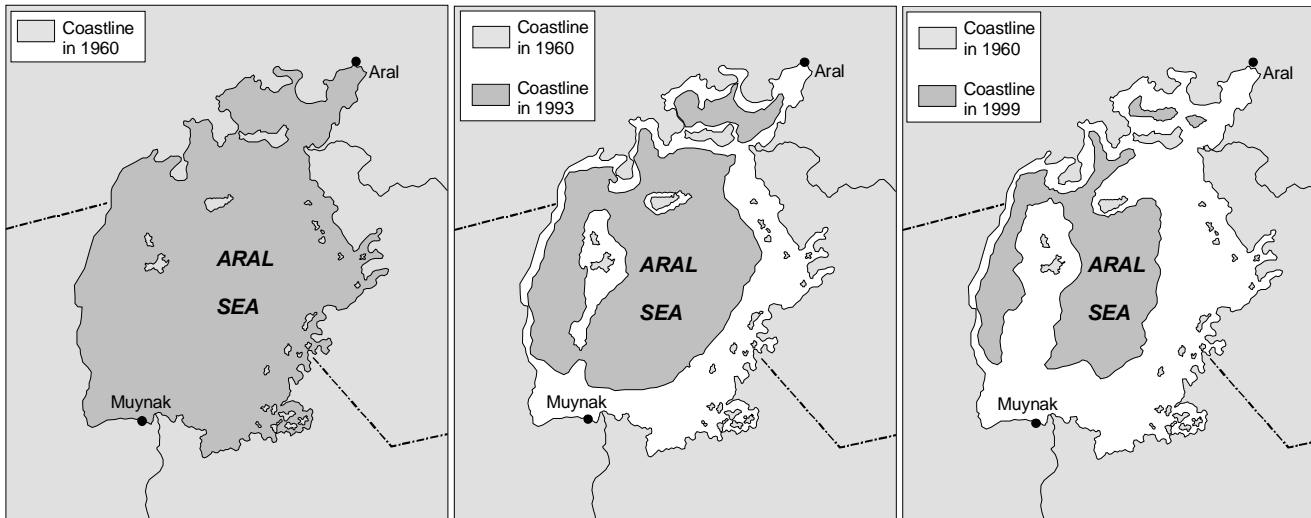 Coastline
in 1960
Aral
ARAL
SEA
Muynak
Coastline
in 1960
Coastline
in 1993
Aral
ARAL
SEA
Muynak
Coastline
in 1960
Coastline
in 1999
Aral
ARAL
SEA
Muynak